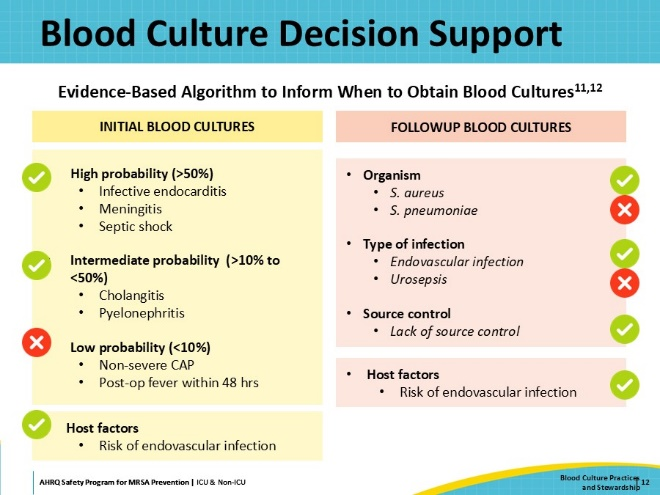 Blood Culture Decision Support
Evidence-Based Algorithm to Inform When to Obtain Blood Cultures11,12
INITIAL BLOOD CULTURES
High probability (>50%)
• Infective endocarditis
• Meningitis
• Septic shock
Intermediate probability (>10% to
<50%)
• Cholangitis
• Pyelonephritis
Low probability (<10%)
• Non-severe CAP
• Post-op fever within 48 hrs
Host factors
• Risk of endovascular infection
FOLLOWUP BLOOD CULTURES
• Organism
• S. aureus
• S. pneumoniae
• Type of infection
• Endovascular infection
• Urosepsis
• Source control
• Lack of source control
• Host factors
• Risk of endovascular infection
AHRQ Safety Program for MRSA Prevention | ICU & Non-ICU
Blood Culture Practices
and Stewardship
12